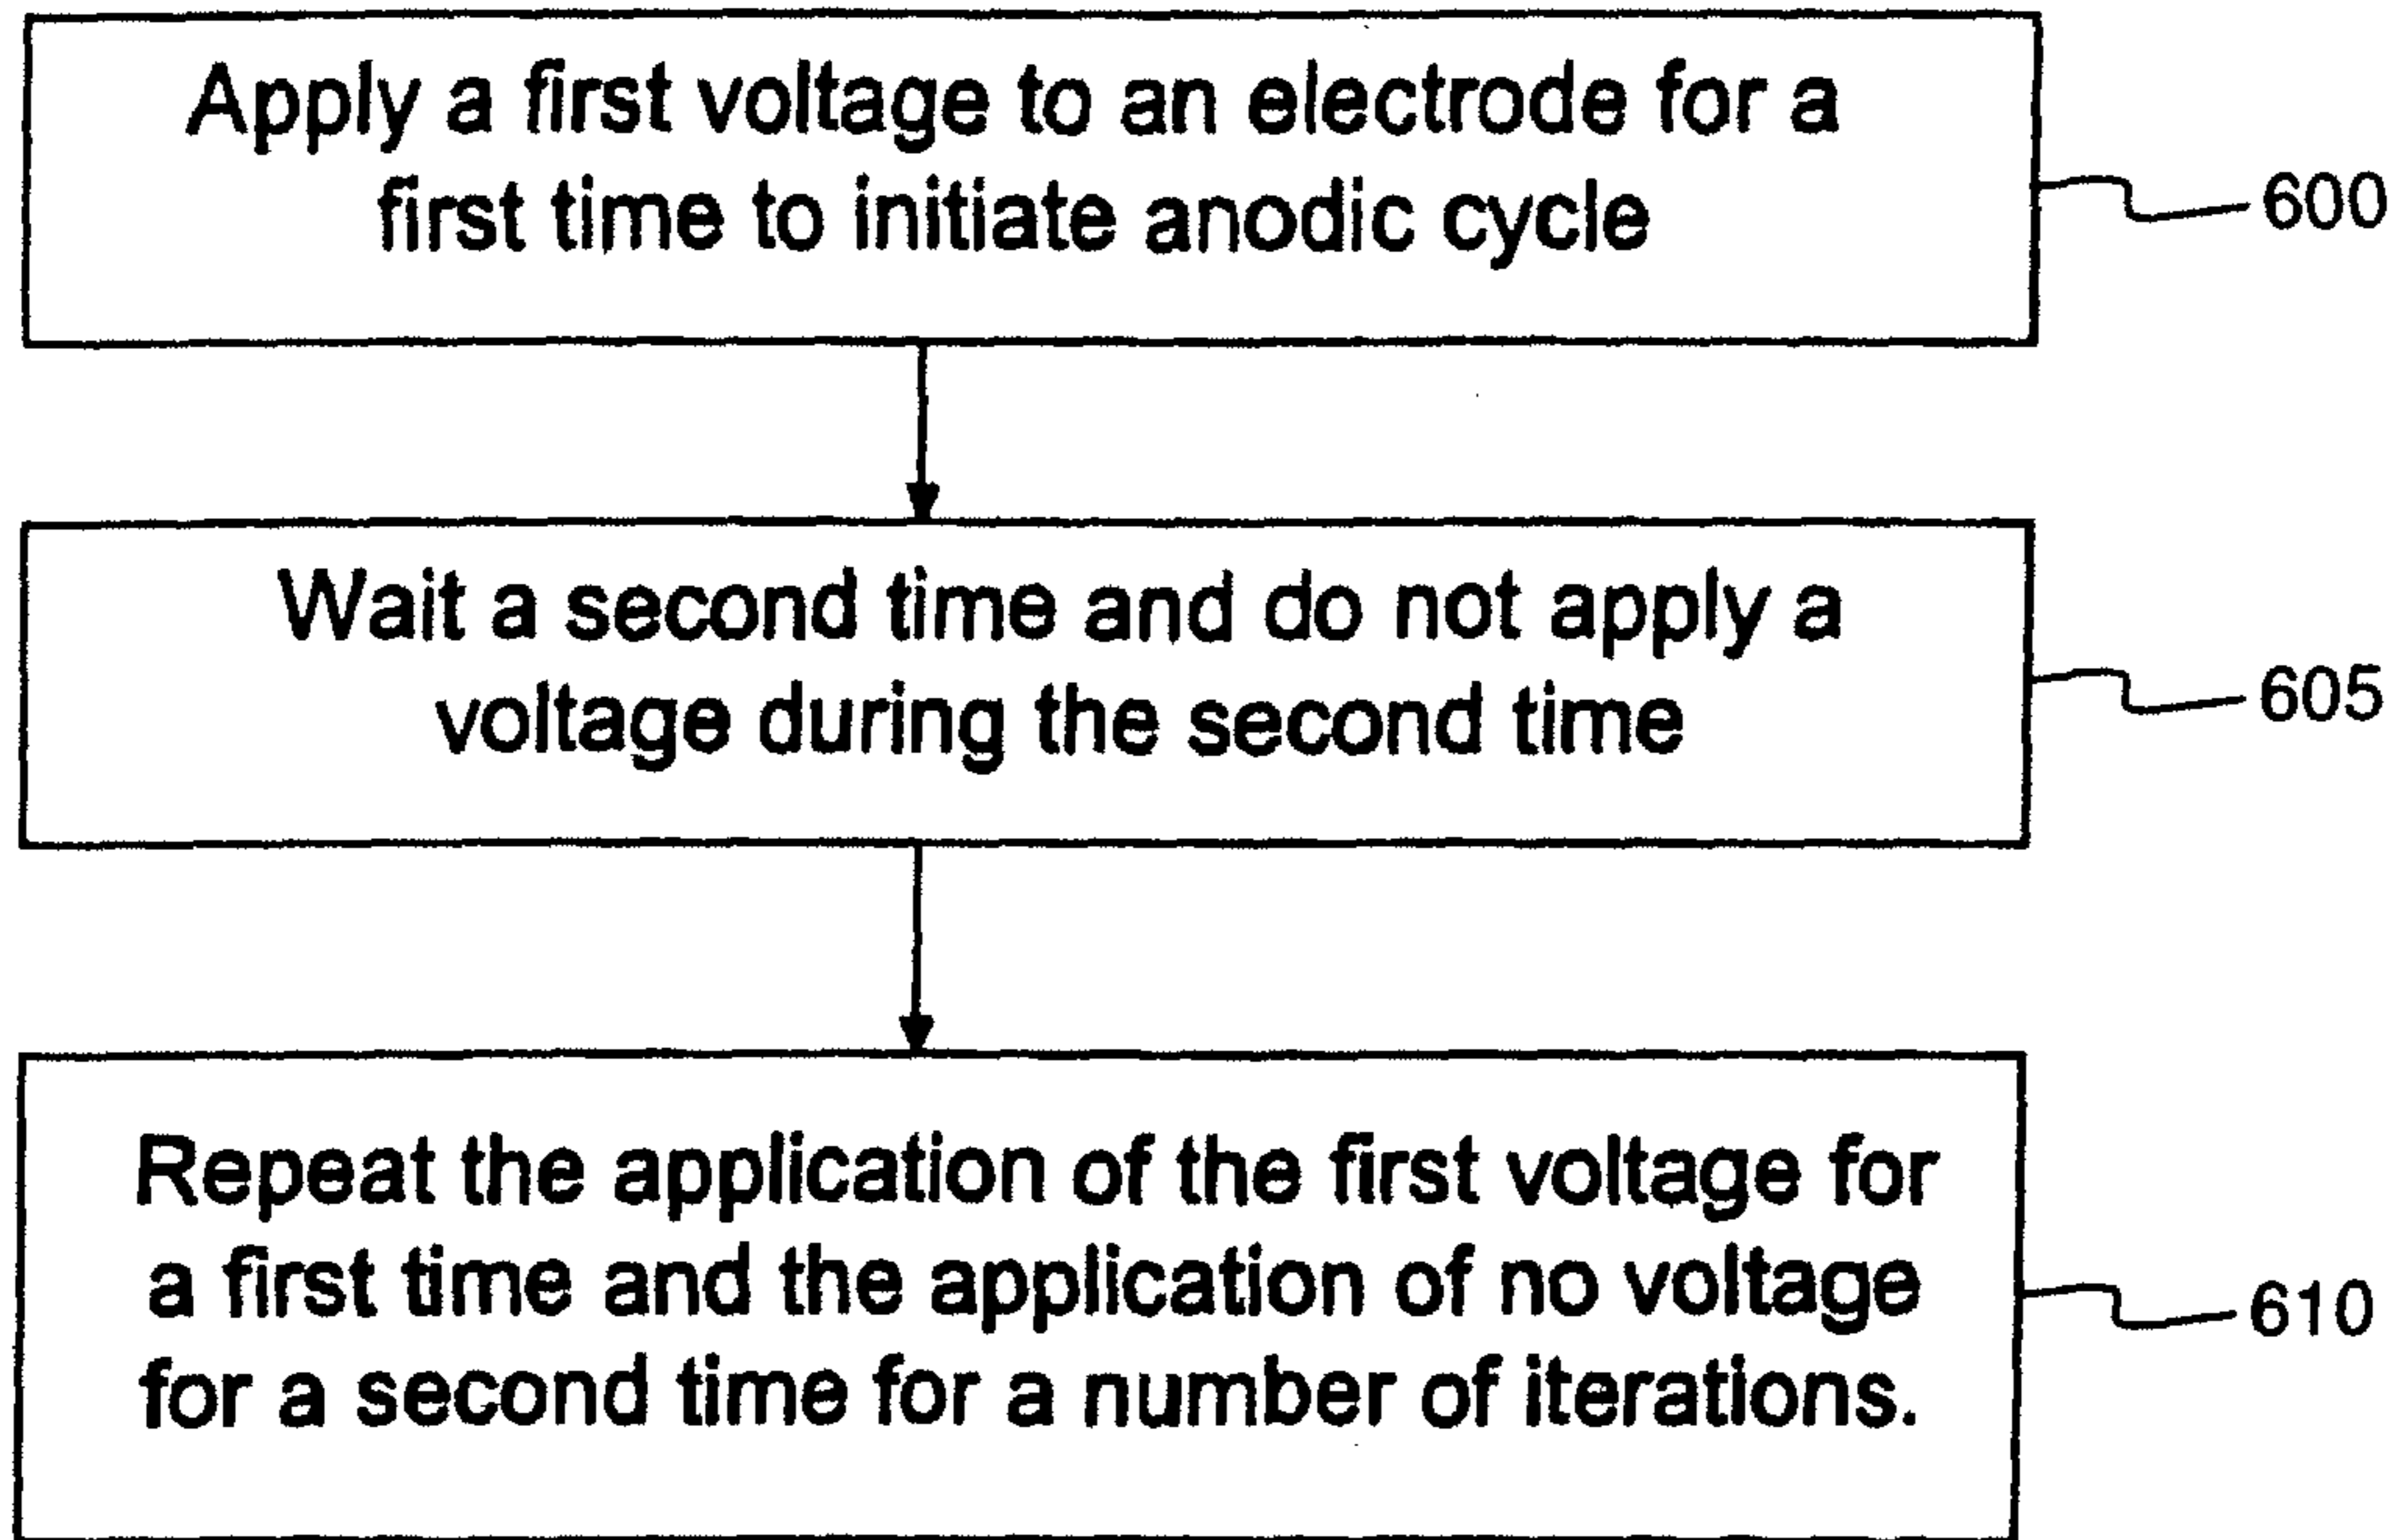 Apply a first voltage to an electrode for a
first time to initiate anodic cycle
600
Wait a second time and do not apply a
voltage during the second time
605
Repeat the application of the first voltage for
a first time and the application of no voltage
for a second time for a number of iterations.
610